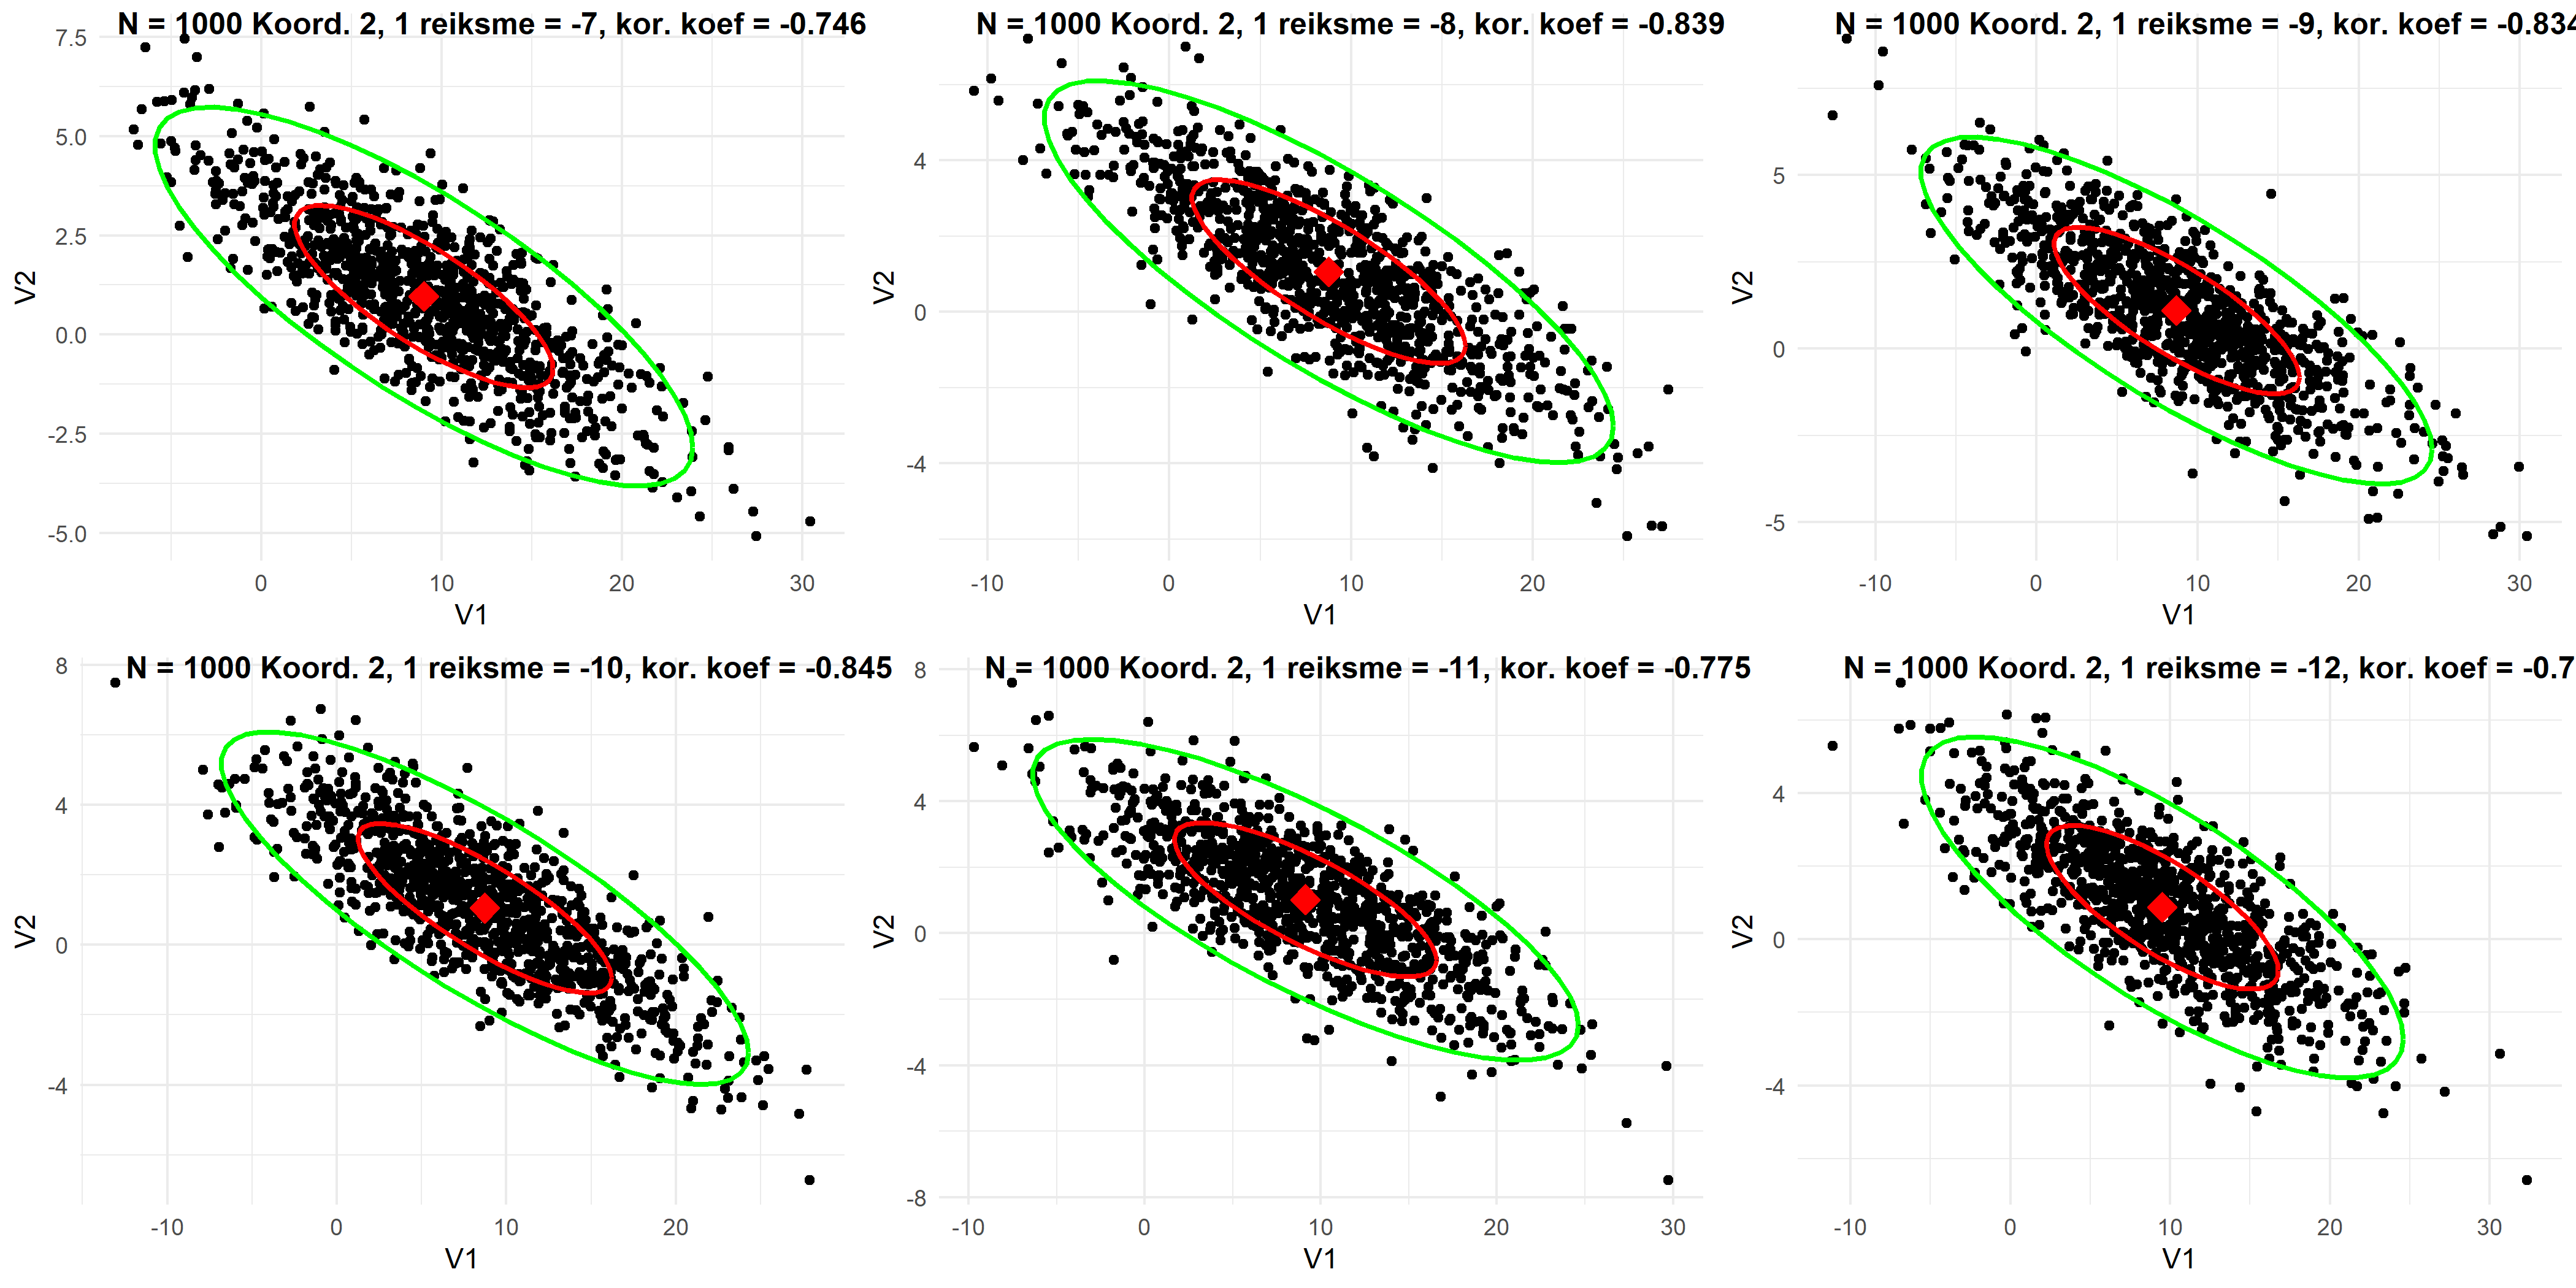 N = 1000 Koord. 2, 1 reiksme = -7, kor. koef = -0.746
7.5
5.0
2.5
0.0
-2.5
-5.0
V2
0 10 20 30
V1
N = 1000 Koord. 2, 1 reiksme = -8, kor. koef = -0.839
4
0
-4
V2
-10 0 10 20
V1
N = 1000 Koord. 2, 1 reiksme = -9, kor. koef = -0.834
5
0
-5
V2
-10 0 10 20 30
V1
N = 1000 Koord. 2, 1 reiksme = -10, kor. koef = -0.845
8
4
0
-4
V2
-10 0 10 20
V1
N = 1000 Koord. 2, 1 reiksme = -11, kor. koef = -0.775
8
4
0
-4
-8
V2
-10 0 10 20 30
V1
N = 1000 Koord. 2, 1 reiksme = -12, kor. koef = -0.7
4
0
-4
V2
-10 0 10 20 30
V1